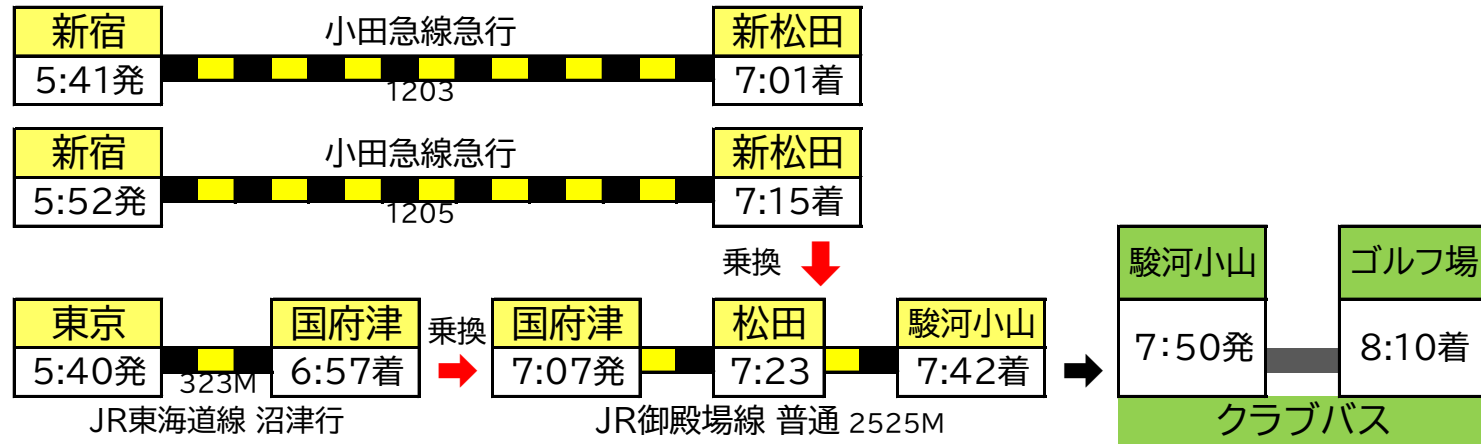 新宿 小田急線急行 新松田
5:41発 1203 7:01着
新宿 小田急線急行 新松田
5:52発 1205 7:15着
乗換
駿河小山 ゴルフ場
7:50発 8:10着
クラブバス
東京 国府津 乗換 国府津 松田 駿河小山
5:40発 323M 6:57着 7:07発 7:23 7:42着
JR東海道線 沼津行 JR御殿場線 普通 2525M